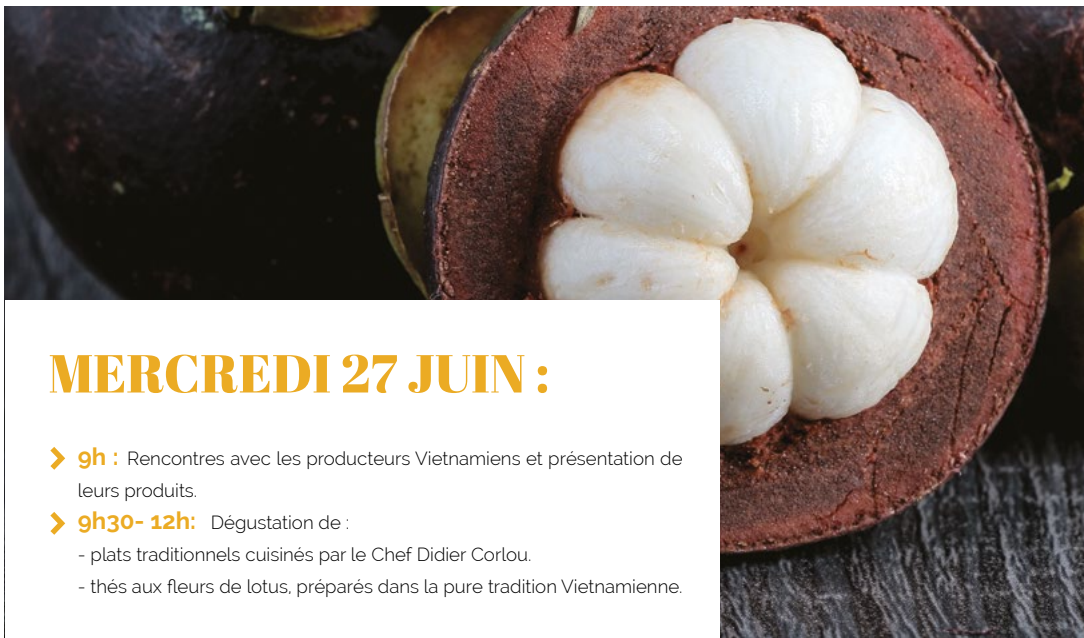 MERCREDI 27 JUIN :
9h : Rencontres avec les producteurs Vietnamiens et présentation de
leurs produits.
9h30- 12h: Dégustation de :
- plats traditionnels cuisinés par le Chef Didier Corlou.
- thés aux fleurs de lotus, préparés dans la pure tradition Vietnamienne.